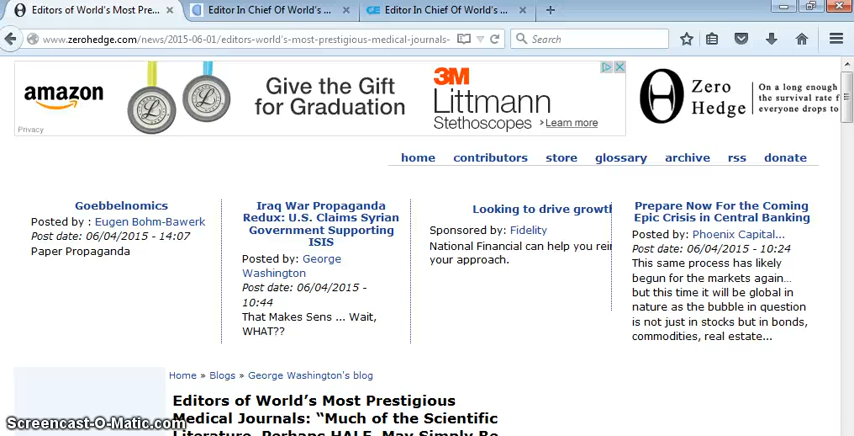 Editors of World's Most Pre...
Editor In Chief Of World's ...
Editor In Chief Of World's ...
www.zerohedge.com/news/2015-06-01/editors-world's-most-prestigious-medical-journals-
Search
amazon
Privacy
Give the Gift
for Graduation
3M
Littmann
Stethoscopes
>Learn more
Zero
Hedge
On a long enough
the survival rate f
everyone drops to
home contributors store glossary archive rss donate
Goebbelnomics
Posted by : Eugen Bohm-Bawerk
Post date: 06/04/2015 - 14:07
Paper Propaganda
Iraq War Propaganda
Redux: U.S. Claims Syrian
Government Supporting
ISIS
Posted by: George
Washington
Post date: 06/04/2015 -
10:44
That Makes Sens ... Wait,
WHAT??
Looking to drive growth
Sponsored by: Fidelity
National Financial can help you rein
your approach.
Prepare Now For the Coming
Epic Crisis in Central Banking
Posted by: Phoenix Capital...
Post date: 06/04/2015 - 10:24
This same process has likely
begun for the markets again…
but this time it will be global in
nature as the bubble in question
is not just in stocks but in bonds,
commodities, real estate...
Home » Blogs » George Washington's blog
Editors of World's Most Prestigious
Medical Journals: “Much of the Scientific
Literature, Perhaps HALF, May Simply Be
Screencast-O-Matic.com